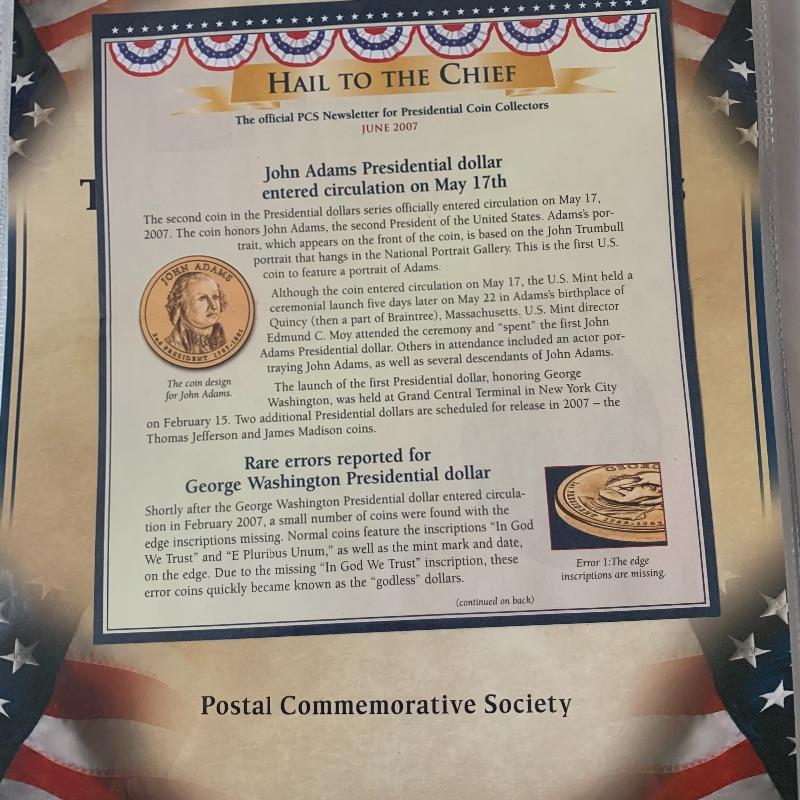 HAIL TO THE CHIEF
The official PCS Newsletter for Presidential Coin Collectors
JUNE 2007
John Adams Presidential dollar
entered circulation on May 17th
The second coin in the Presidential dollars series officially entered circulation on May 17,
2007. The coin honors John Adams, the second President of the United States. Adams's por-
trait, which appears on the front of the coin, is based on the John Trumbull
portrait that hangs in the National Portrait Gallery. This is the first U.S.
coin to feature a portrait of Adams.
JOHN ADAMS
2nd PRESIDENT 1797-1801
The coin design
for John Adams.
Although the coin entered circulation on May 17, the U.S. Mint held a
ceremonial launch five days later on May 22 in Adams's birthplace of
Quincy (then a part of Braintree), Massachusetts. U.S. Mint director
Edmund C. Moy attended the ceremony and “spent” the first John
Adams Presidential dollar. Others in attendance included an actor por-
traying John Adams, as well as several descendants of John Adams.
The launch of the first Presidential dollar, honoring George
Washington, was held at Grand Central Terminal in New York City
on February 15. Two additional Presidential dollars are scheduled for release in 2007 – the
Thomas Jefferson and James Madison coins.
Rare errors reported for
George Washington Presidential dollar
Shortly after the George Washington Presidential dollar entered circula-
tion in February 2007, a small number of coins were found with the
edge inscriptions missing. Normal coins feature the inscriptions “In God
We Trust” and “E Pluribus Unum,” as well as the mint mark and date,
on the edge. Due to the missing “In God We Trust” inscription, these
error coins quickly became known as the “godless” dollars.
(continued on back)
GEORGE
Error 1:The edge
inscriptions are missing.
Postal Commemorative Society